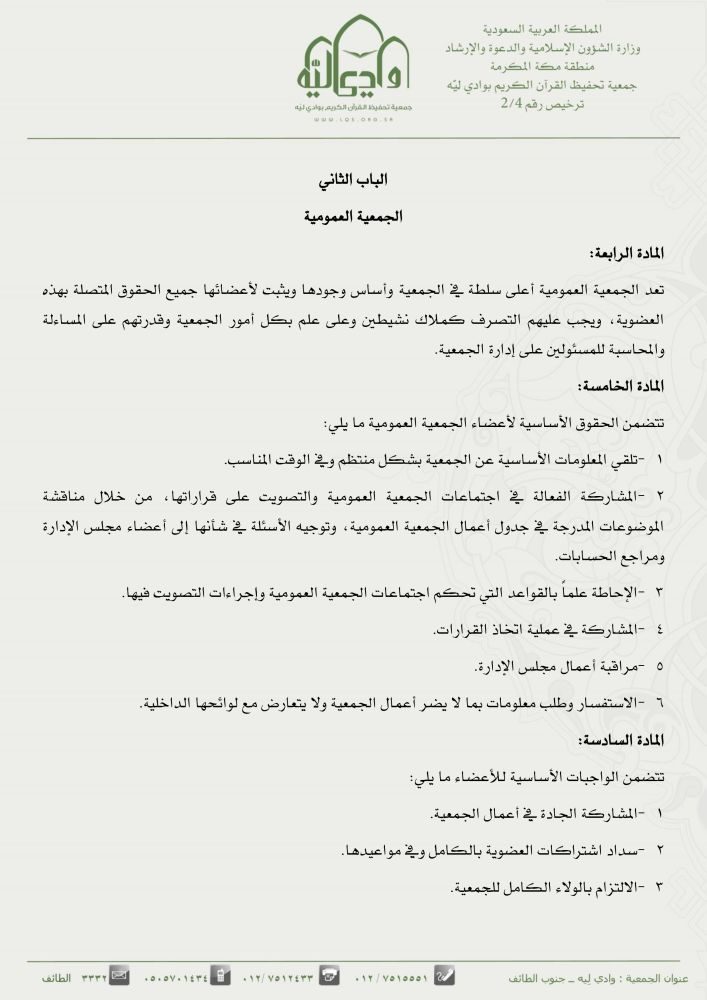 المملكة العربية السعودية
وزارة الشؤون الإسلامية والدعوة والإرشاد
منطقة مكة المكرمة
جمعية تحفيظ القرآن الكريم بوادي ليّه
ترخيص رقم 2/4
وادي ليّه
جمعية تحفيظ القرآن الكريم بوادي ليه
WWW.LQS.ORG.SA
الباب الثاني
الجمعية العمومية
المادة الرابعة:
تعد الجمعية العمومية أعلى سلطة في الجمعية وأساس وجودها ويثبت لأعضائها جميع الحقوق المتصلة بهذه
العضوية، ويجب عليهم التصرف كملاك نشيطين وعلى علم بكل أمور الجمعية وقدرتهم على المساءلة
والمحاسبة للمسئولين على إدارة الجمعية.
المادة الخامسة:
تتضمن الحقوق الأساسية لأعضاء الجمعية العمومية ما يلي:
١ -تلقي المعلومات الأساسية عن الجمعية بشكل منتظم وفي الوقت المناسب.
٢ -المشاركة الفعالة في اجتماعات الجمعية العمومية والتصويت على قراراتها، من خلال مناقشة
الموضوعات المدرجة في جدول أعمال الجمعية العمومية، وتوجيه الأسئلة في شأنها إلى أعضاء مجلس الإدارة
ومراجع الحسابات.
٣ -الإحاطة علماً بالقواعد التي تحكم اجتماعات الجمعية العمومية وإجراءات التصويت فيها.
٤ -المشاركة في عملية اتخاذ القرارات.
٥ -مراقبة أعمال مجلس الإدارة.
٦ -الاستفسار وطلب معلومات بما لا يضر أعمال الجمعية ولا يتعارض مع لوائحها الداخلية.
المادة السادسة:
تتضمن الواجبات الأساسية للأعضاء ما يلي:
١ -المشاركة الجادة في أعمال الجمعية.
٢ -سداد اشتراكات العضوية بالكامل وفي مواعيدها.
٣ -الالتزام بالولاء الكامل للجمعية.
عنوان الجمعية : وادي ليه ــ جنوب الطائف ٠١٢/٧٥١٥٥٥١ ٠١٢/٧٥١٢٤٣٣ ٠٥٠٥٧٠١٤٣٤ ٣٣٣٢ الطائف